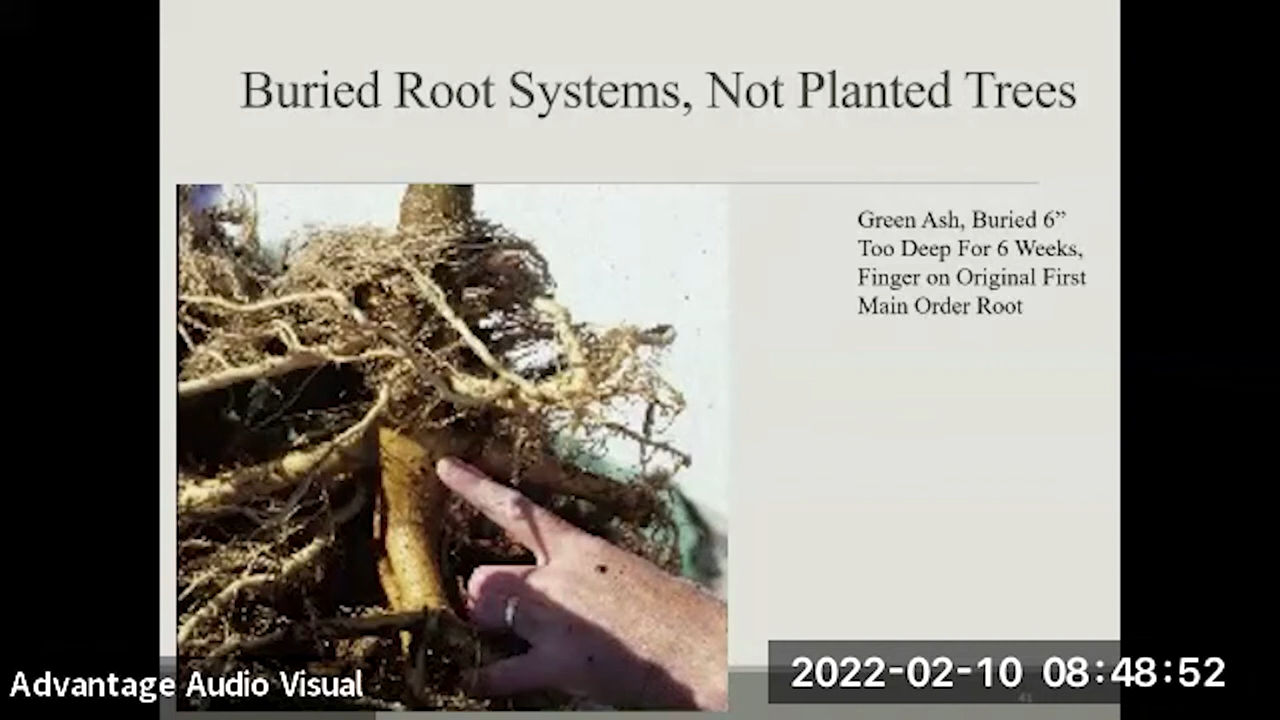 Buried Root Systems, Not Planted Trees
Green Ash, Buried 6”
Too Deep For 6 Weeks,
Finger on Original First
Main Order Root
Advantage Audio Visual
2022-02-10 08:48:52
41